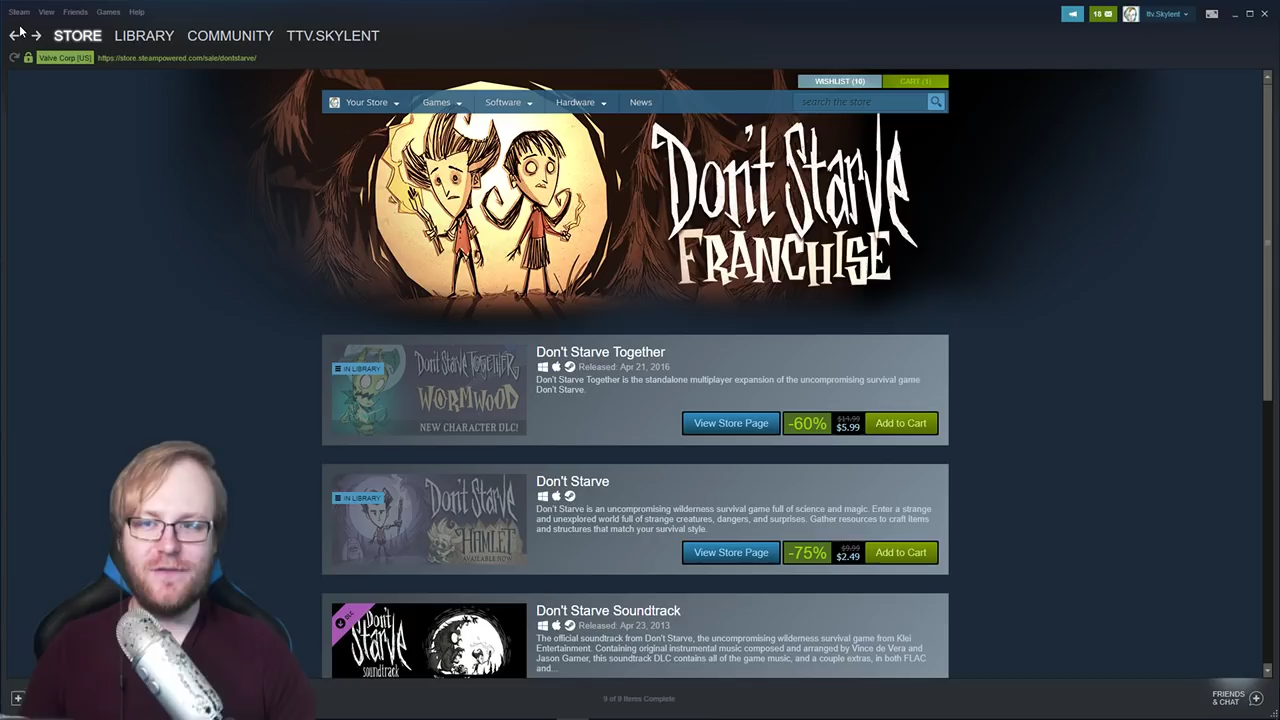 Steam View Friends Games Help
18 ttv.Skylent
STORE LIBRARY COMMUNITY TTV.SKYLENT
Valve Corp [US] https://store.steampowered.com/sale/dontstarve/
WISHLIST (10) CART (1)
Your Store Games Software Hardware News search the store
Don't Starve
FRANCHISE
IN LIBRARY
DON'T STARVE TOGETHER
WORMWOOD
NEW CHARACTER DLC!
Don't Starve Together
Released: Apr 21, 2016
Don't Starve Together is the standalone multiplayer expansion of the uncompromising survival game
Don't Starve.
View Store Page -60% $14.99 $5.99 Add to Cart
IN LIBRARY
Don't Starve
HAMLET
AVAILABLE NOW
Don't Starve
Don't Starve is an uncompromising wilderness survival game full of science and magic. Enter a strange
and unexplored world full of strange creatures, dangers, and surprises. Gather resources to craft items
and structures that match your survival style.
View Store Page -75% $9.99 $2.49 Add to Cart
DLC
Don't
Starve
soundtrack
Don't Starve Soundtrack
Released: Apr 23, 2013
The official soundtrack from Don't Starve, the uncompromising wilderness survival game from Klei
Entertainment. Containing original instrumental music composed and arranged by Vince de Vera and
Jason Garner, this soundtrack DLC contains all of the game music, and a couple extras, in both FLAC
and...
9 of 9 Items Complete
FRIENDS
& CHAT